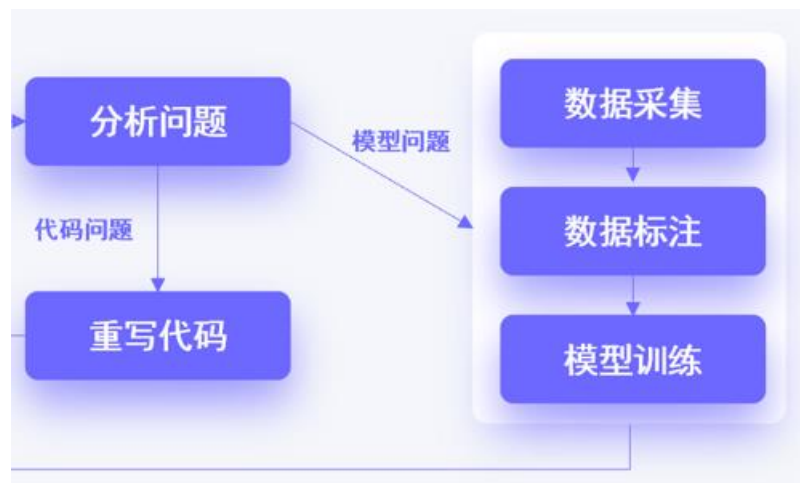 分析问题
模型问题
代码问题
重写代码
数据采集
数据标注
模型训练